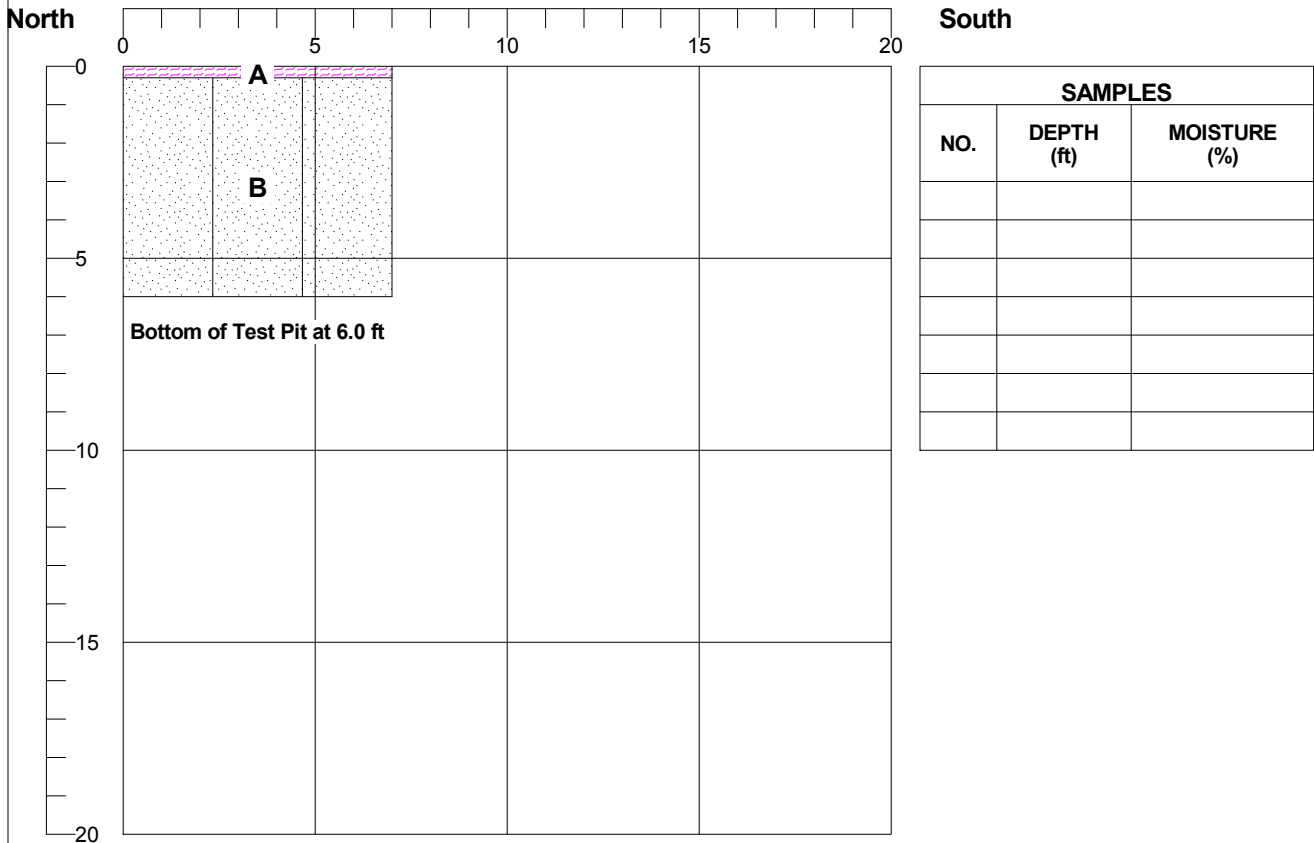 North
South
0 5 10 15 20
0
5
10
15
20
A
B
Bottom of Test Pit at 6.0 ft
SAMPLES
NO. DEPTH (ft) MOISTURE (%)